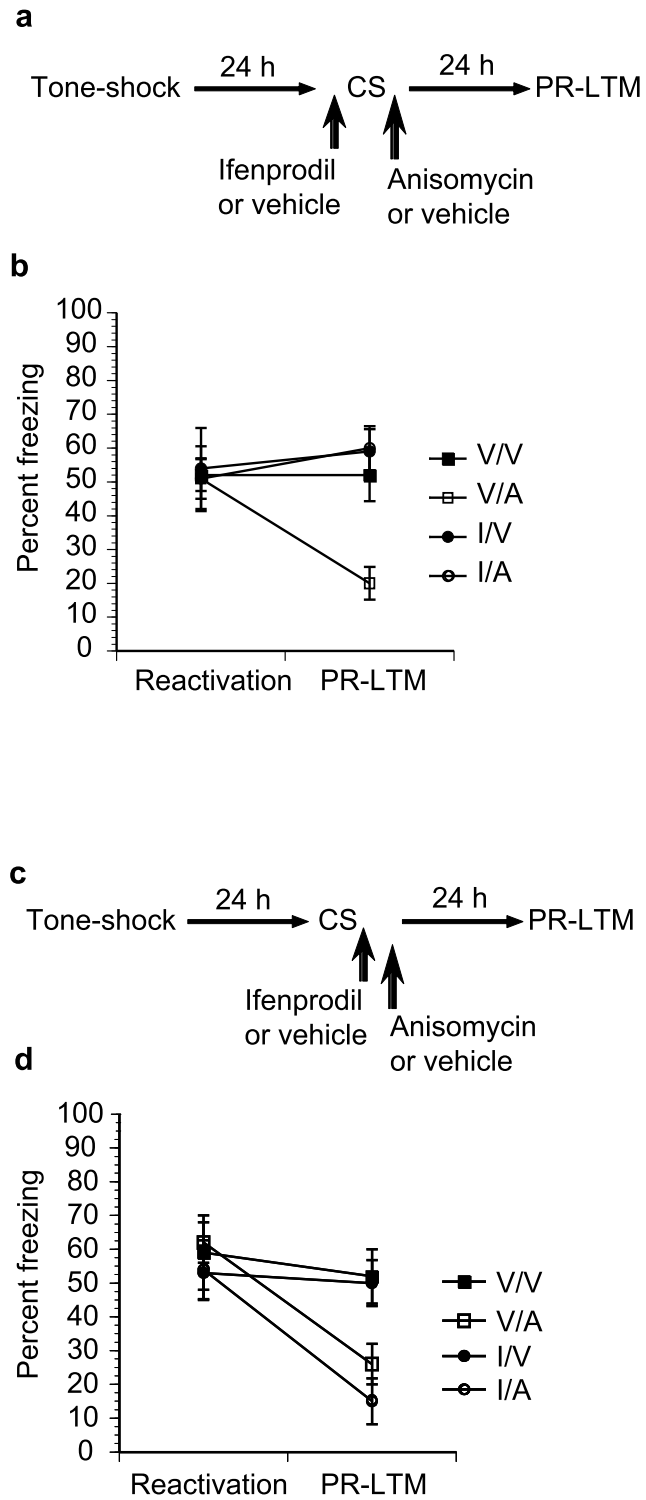 a
Tone-shock 24 h CS 24 h PR-LTM
Ifenprodil
or vehicle
Anisomycin
or vehicle
b
Percent freezing
100
90
80
70
60
50
40
30
20
10
0
Reactivation PR-LTM
V/V
V/A
I/V
I/A
c
Tone-shock 24 h CS 24 h PR-LTM
Ifenprodil
or vehicle
Anisomycin
or vehicle
d
Percent freezing
100
90
80
70
60
50
40
30
20
10
0
Reactivation PR-LTM
V/V
V/A
I/V
I/A